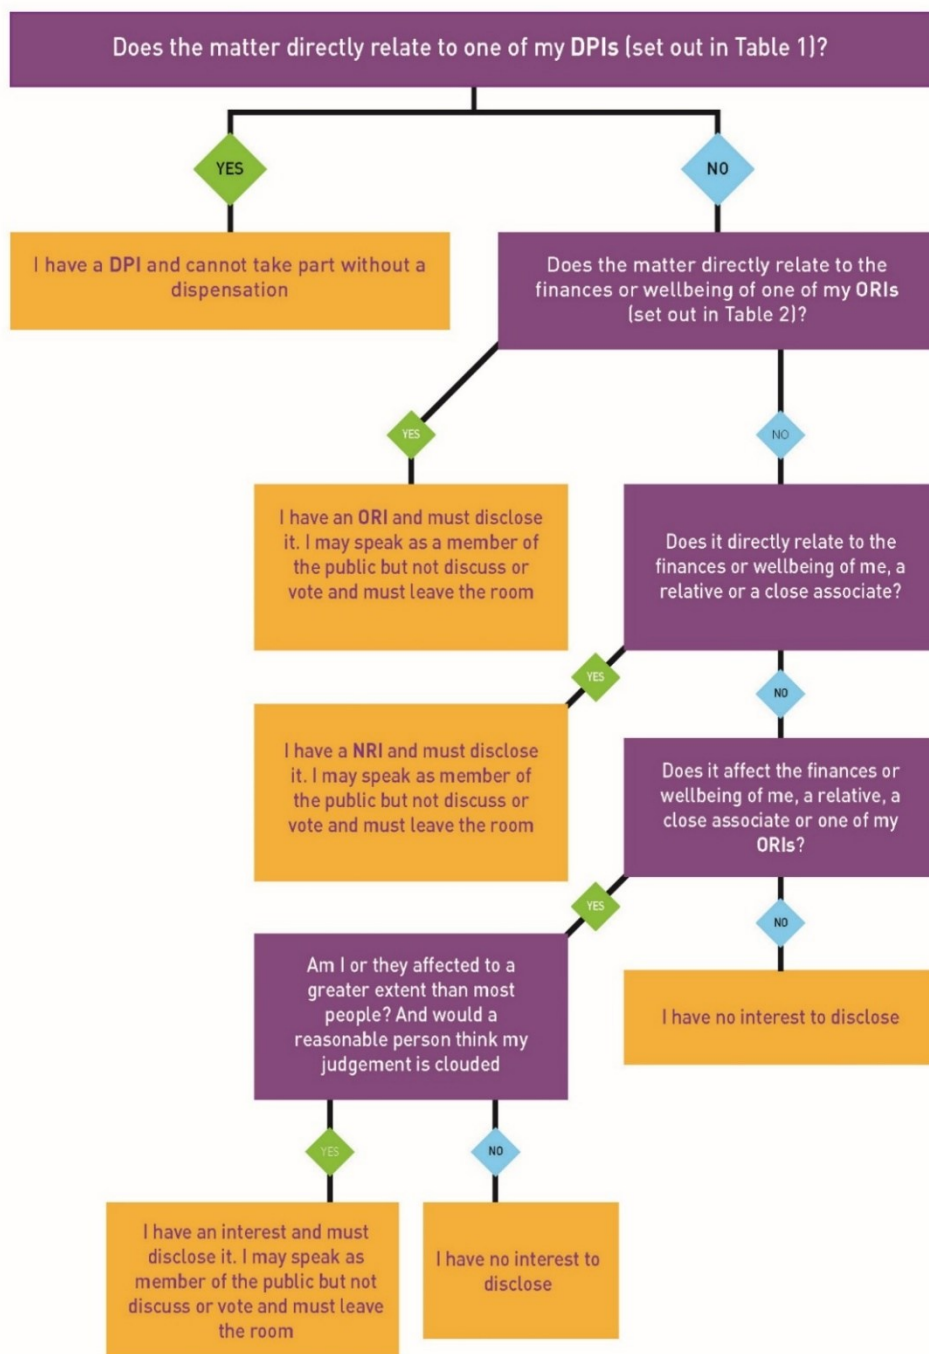 Does the matter directly relate to one of my DPIs (set out in Table 1)?
YES
NO
I have a DPI and cannot take part without a
dispensation
Does the matter directly relate to the
finances or wellbeing of one of my ORIs
(set out in Table 2)?
YES
NO
I have an ORI and must disclose
it. I may speak as a member of
the public but not discuss or
vote and must leave the room
Does it directly relate to the
finances or wellbeing of me, a
relative or a close associate?
YES
NO
I have a NRI and must disclose
it. I may speak as member of
the public but not discuss or
vote and must leave the room
Does it affect the finances or
wellbeing of me, a relative, a
close associate or one of my
ORIs?
YES
NO
Am I or they affected to a
greater extent than most
people? And would a
reasonable person think my
judgement is clouded
I have no interest to disclose
YES
NO
I have an interest and must
disclose it. I may speak as
member of the public but not
discuss or vote and must leave
the room
I have no interest to
disclose